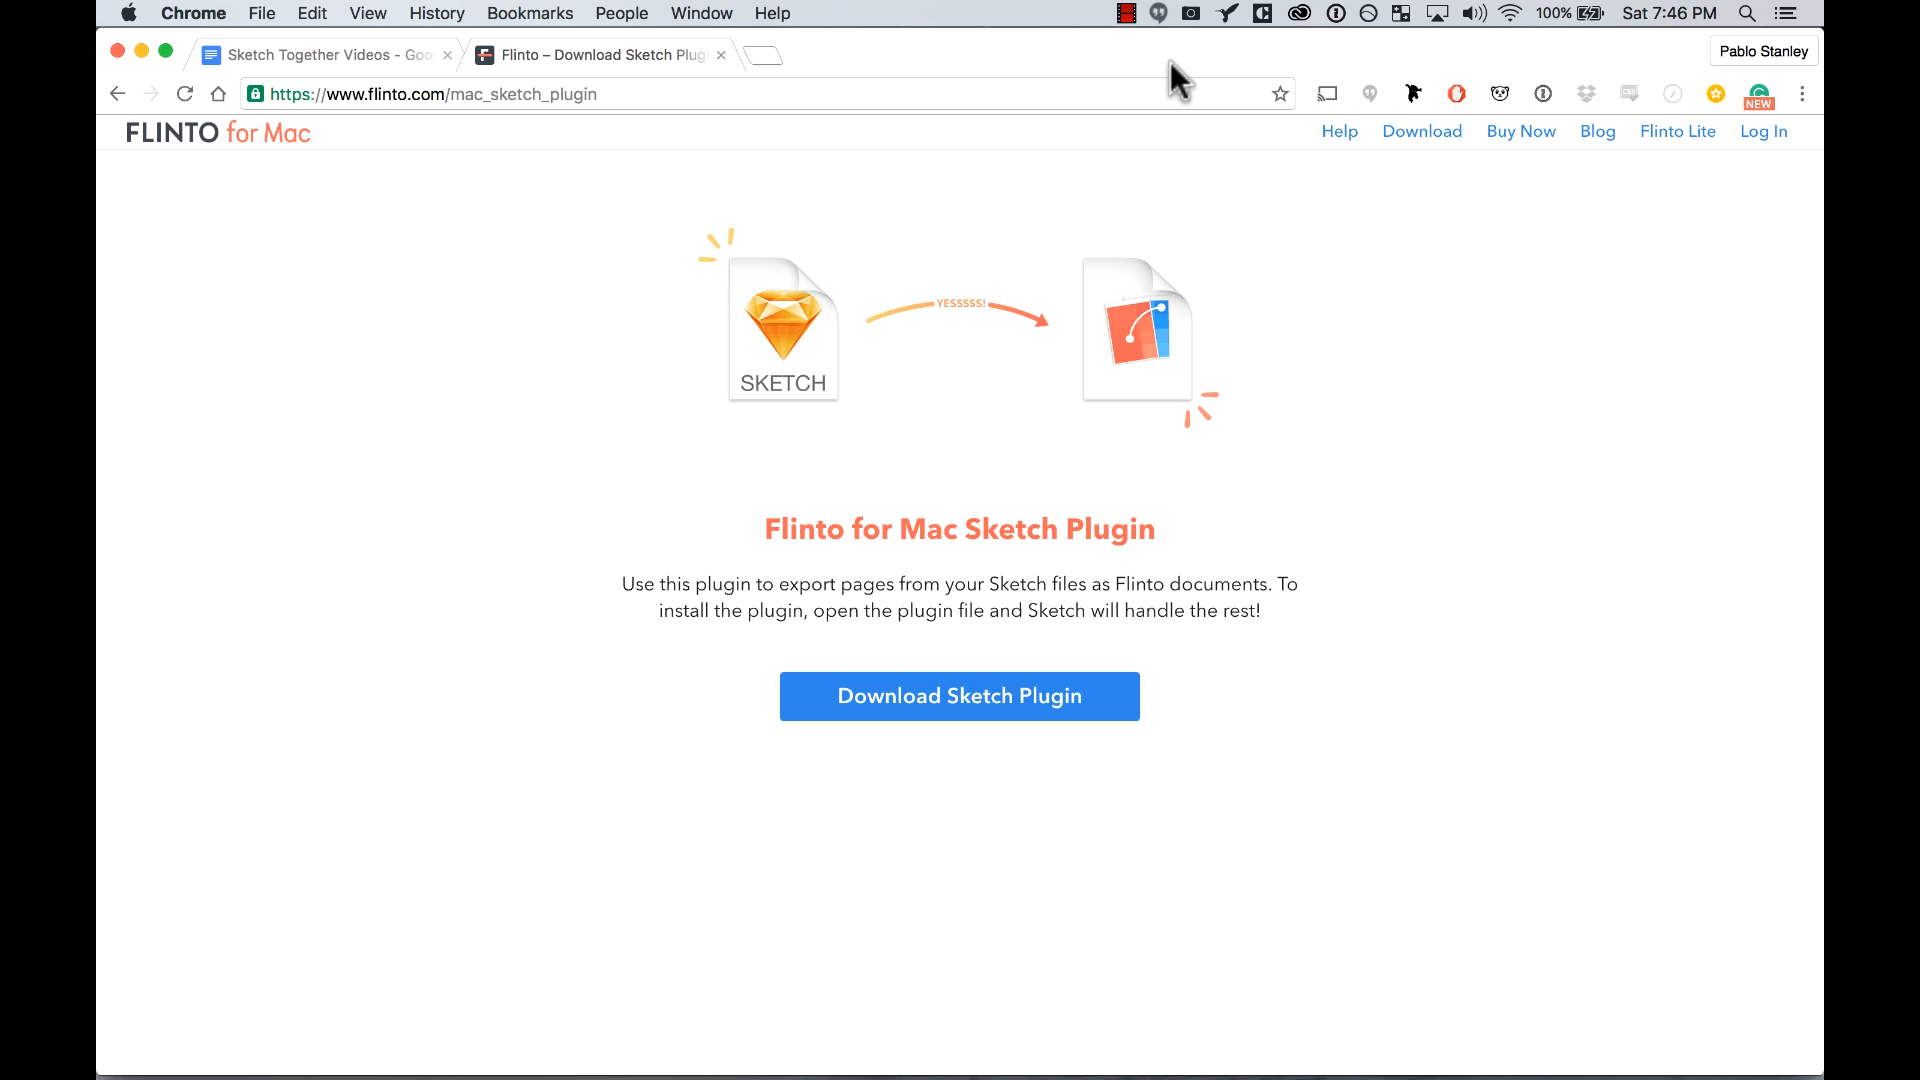 Chrome File Edit View History Bookmarks People Window Help 100% Sat 7:46 PM
Sketch Together Videos - Goo Flinto – Download Sketch Plug Pablo Stanley
https://www.flinto.com/mac_sketch_plugin
NEW
FLINTO for Mac Help Download Buy Now Blog Flinto Lite Log In
YESSSSS!
SKETCH
Flinto for Mac Sketch Plugin
Use this plugin to export pages from your Sketch files as Flinto documents. To
install the plugin, open the plugin file and Sketch will handle the rest!
Download Sketch Plugin